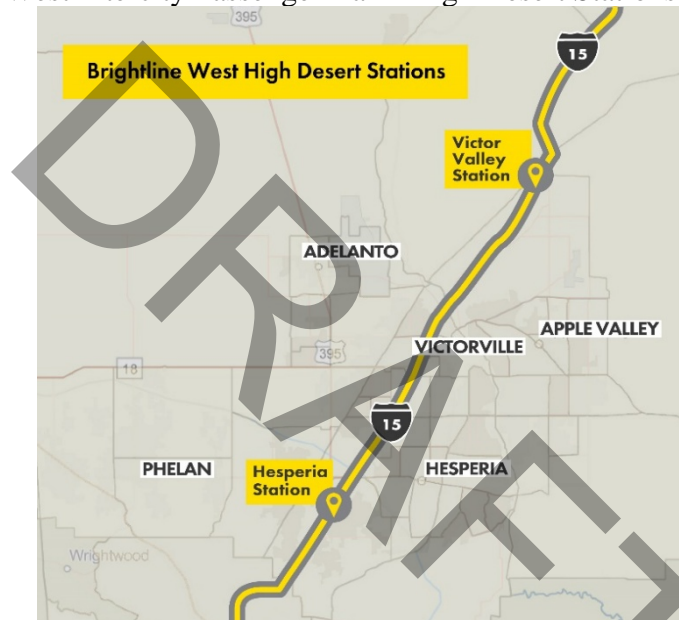 395
15
Brightline West High Desert Stations
Victor
Valley
Station
ADELANTO
APPLE VALLEY
VICTORVILLE
395
18
15
PHELAN
Hesperia
Station
HESPERIA
Wrightwood
DRAFT